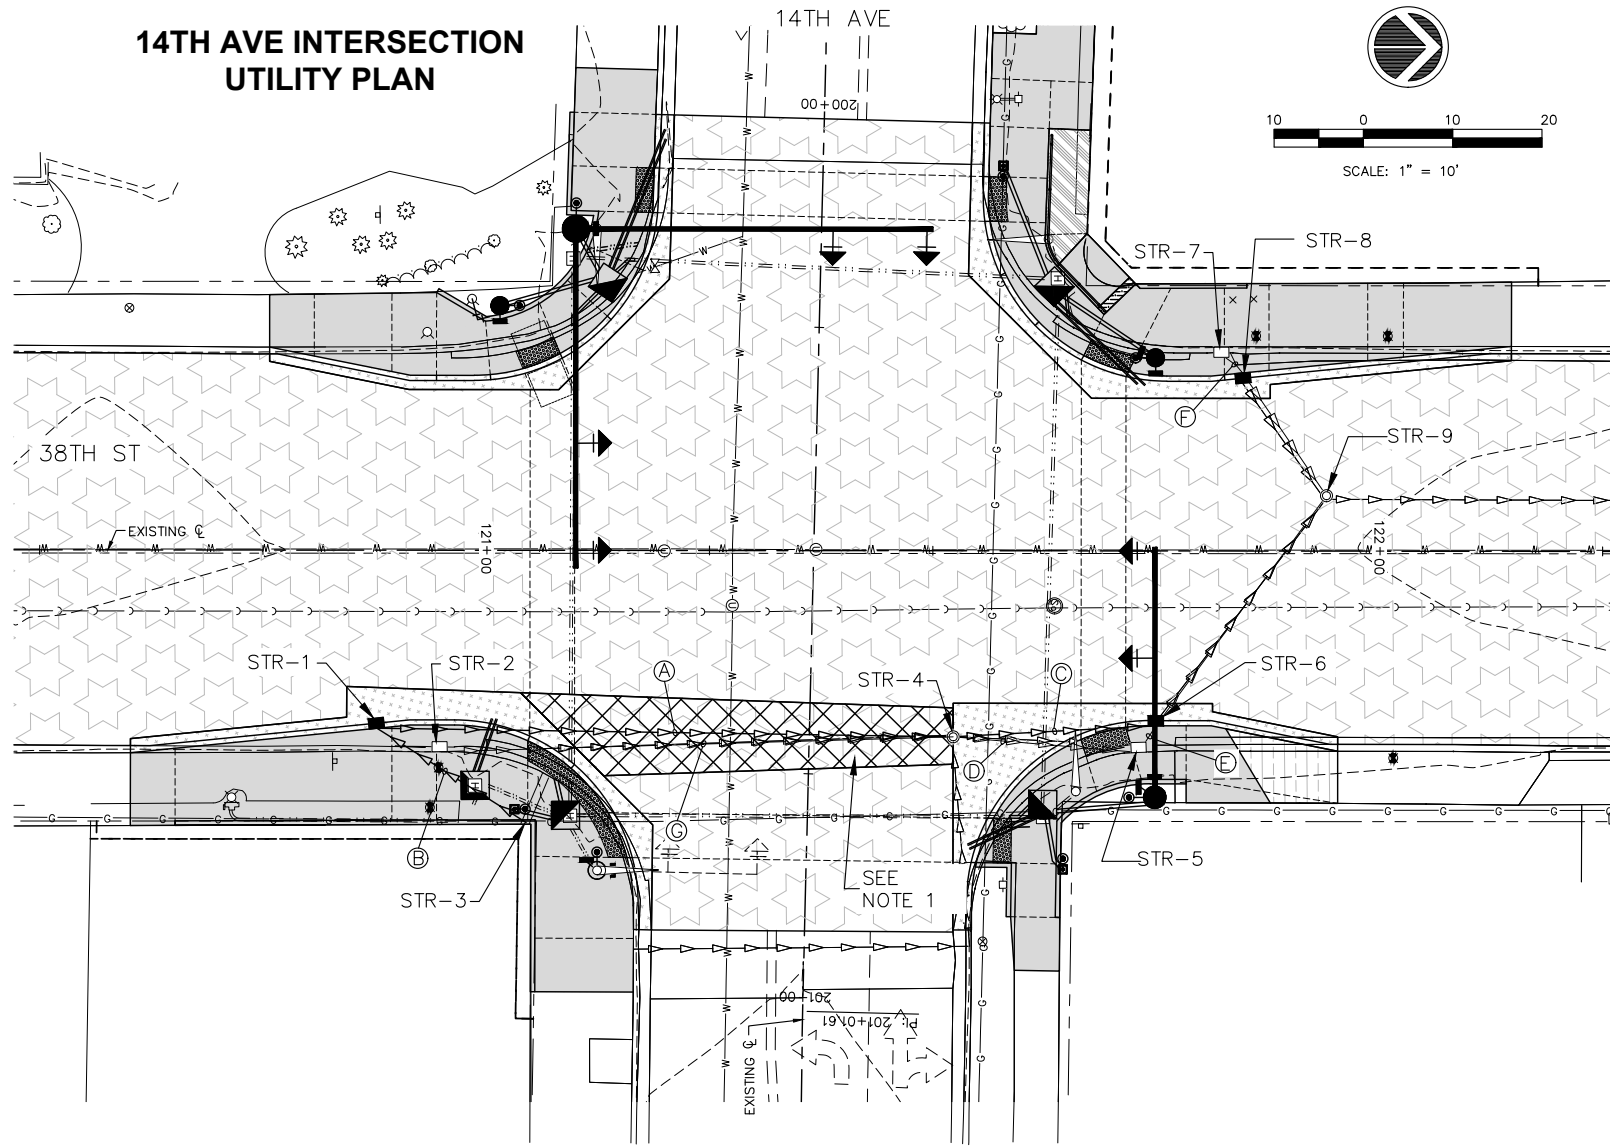 14TH AVE INTERSECTION
UTILITY PLAN
14TH AVE
10 0 10 20
SCALE: 1" = 10'
200+00
STR-7
STR-8
F
38TH ST
STR-9
EXISTING ℄
121+00
122+00
STR-1
STR-2
A
STR-4
C
STR-6
D
E
G
B
STR-3
SEE
NOTE 1
STR-5
201+00
PI: 201+01.61
EXISTING ℄